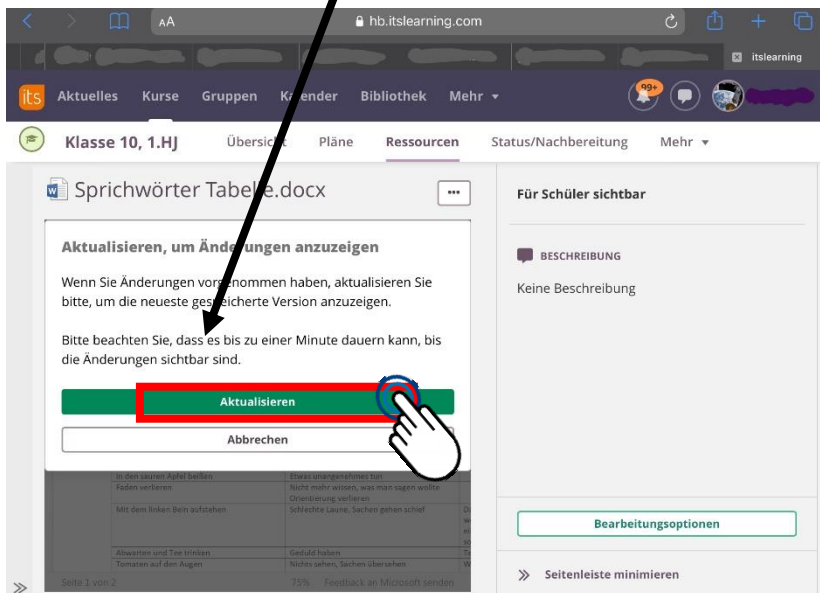 AA hb.itslearning.com
itslearning
its Aktuelles Kurse Gruppen Kalender Bibliothek Mehr 99+
Klasse 10, 1.HJ Übersicht Pläne Ressourcen Status/Nachbereitung Mehr
Sprichwörter Tabelle.docx ...
Für Schüler sichtbar
Aktualisieren, um Änderungen anzuzeigen
Wenn Sie Änderungen vorgenommen haben, aktualisieren Sie
bitte, um die neueste gespeicherte Version anzuzeigen.
Bitte beachten Sie, dass es bis zu einer Minute dauern kann, bis
die Änderungen sichtbar sind.
Aktualisieren
Abbrechen
BESCHREIBUNG
Keine Beschreibung
In den sauren Apfel beißen Etwas unangenehmes tun
Faden verlieren Nicht mehr wissen, was man sagen wollte
Orientierung verlieren
Mit dem linken Bein aufstehen Schlechte Laune, Sachen gehen schief
Abwarten und Tee trinken Geduld haben
Tomaten auf den Augen Nichts sehen, Sachen übersehen
Seite 1 von 2 75% Feedback an Microsoft senden
Bearbeitungsoptionen
Seitenleiste minimieren